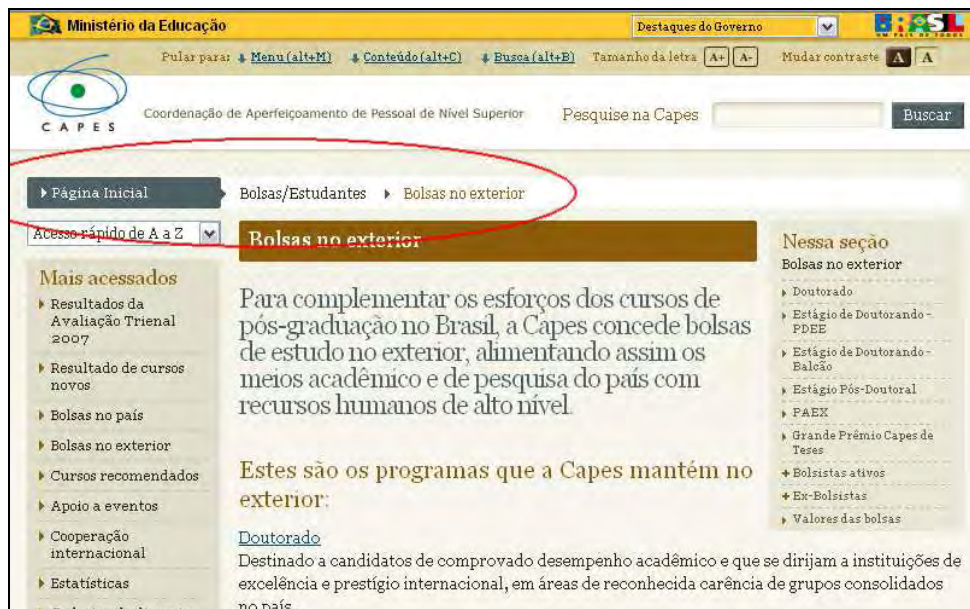 Ministério da Educação
Destaques do Governo
BRASIL
UM PAÍS DE TODOS
Pular para: Menu (alt+M) Conteúdo (alt+C) Busca (alt+B) Tamanho da letra A+ A- Mudar contraste A A
CAPES
Coordenação de Aperfeiçoamento de Pessoal de Nível Superior
Pesquise na Capes
Buscar
Página Inicial
Bolsas/Estudantes
Bolsas no exterior
Acesso rápido de A a Z
Mais acessados
Resultados da
Avaliação Trienal
2007
Resultado de cursos
novos
Bolsas no país
Bolsas no exterior
Cursos recomendados
Apoio a eventos
Cooperação
internacional
Estatísticas
Bolsas no exterior
Para complementar os esforços dos cursos de
pós-graduação no Brasil, a Capes concede bolsas
de estudo no exterior, alimentando assim os
meios acadêmico e de pesquisa do país com
recursos humanos de alto nível.
Estes são os programas que a Capes mantém no
exterior:
Doutorado
Destinado a candidatos de comprovado desempenho acadêmico e que se dirijam a instituições de
excelência e prestígio internacional, em áreas de reconhecida carência de grupos consolidados
no país.
Nessa seção
Bolsas no exterior
Doutorado
Estágio de Doutorando -
PDEE
Estágio de Doutorando -
Balcão
Estágio Pós-Doutoral
PAEX
Grande Prêmio Capes de
Teses
+ Bolsistas ativos
+ Ex-Bolsistas
Valores das bolsas